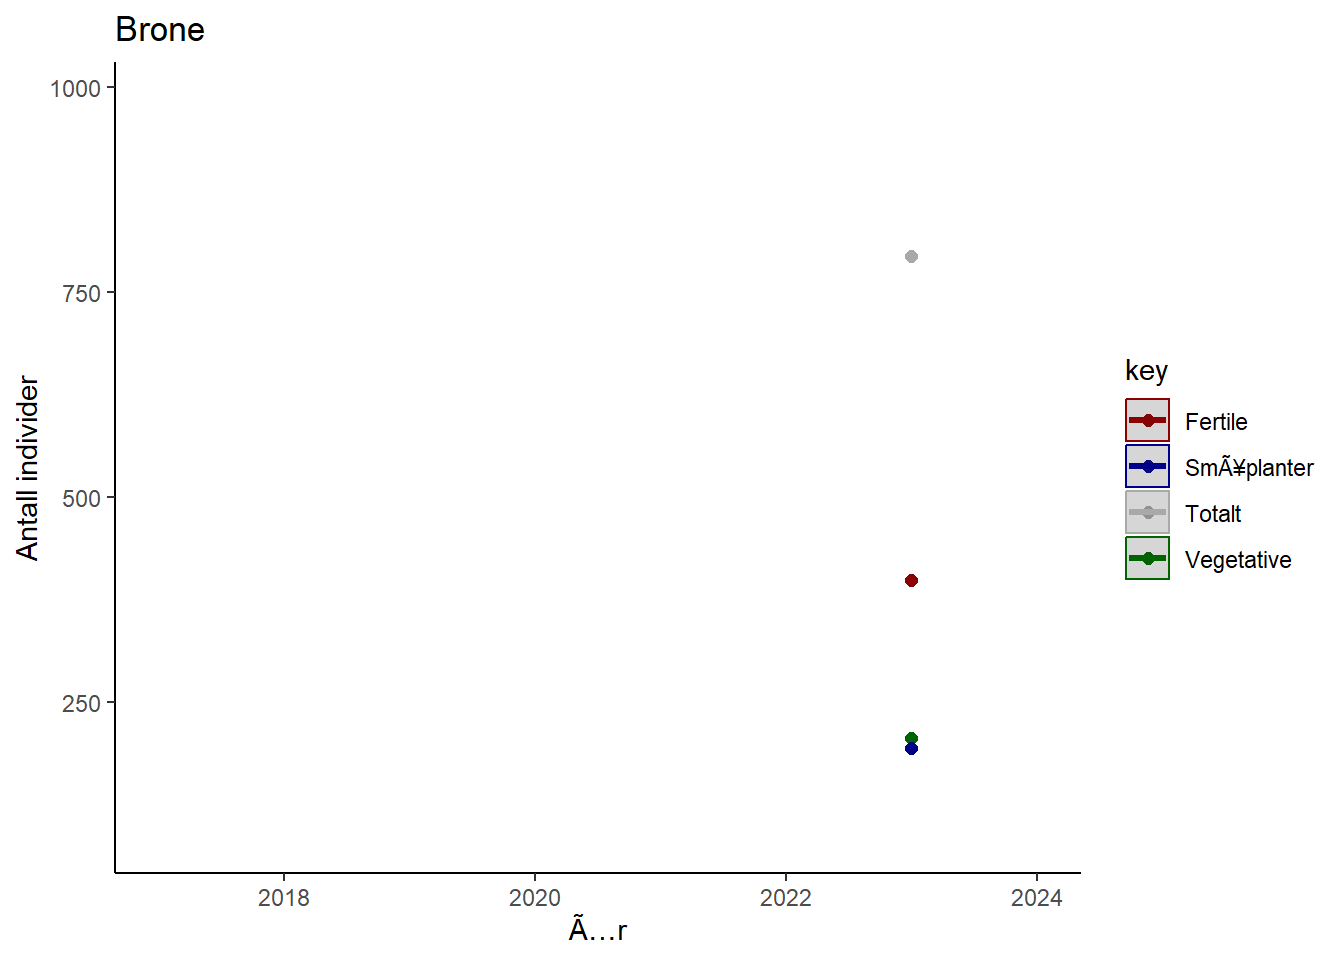 Brone
1000
750
500
250
Antall individer
2018 2020 2022 2024
Ã…r
key
Fertile
SmÃ¥planter
Totalt
Vegetative